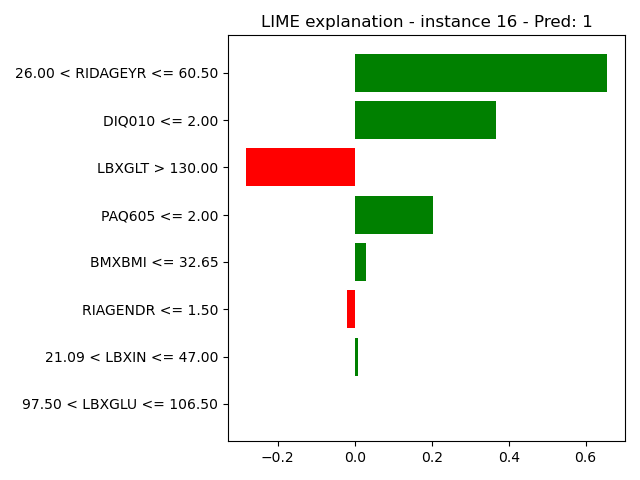 LIME explanation - instance 16 - Pred: 1
26.00 < RIDAGEYR <= 60.50
DIQ010 <= 2.00
LBXGLT > 130.00
PAQ605 <= 2.00
BMXBMI <= 32.65
RIAGENDR <= 1.50
21.09 < LBXIN <= 47.00
97.50 < LBXGLU <= 106.50
−0.2 0.0 0.2 0.4 0.6